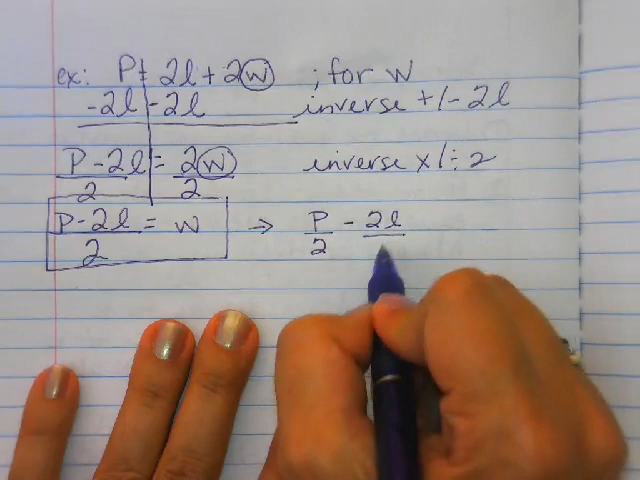 ex: P = 2l + 2w ; for w
-2l -2l inverse +/- 2l
P - 2l = 2w inverse x/÷ 2
2 2
P - 2l = w → P - 2l
2 2